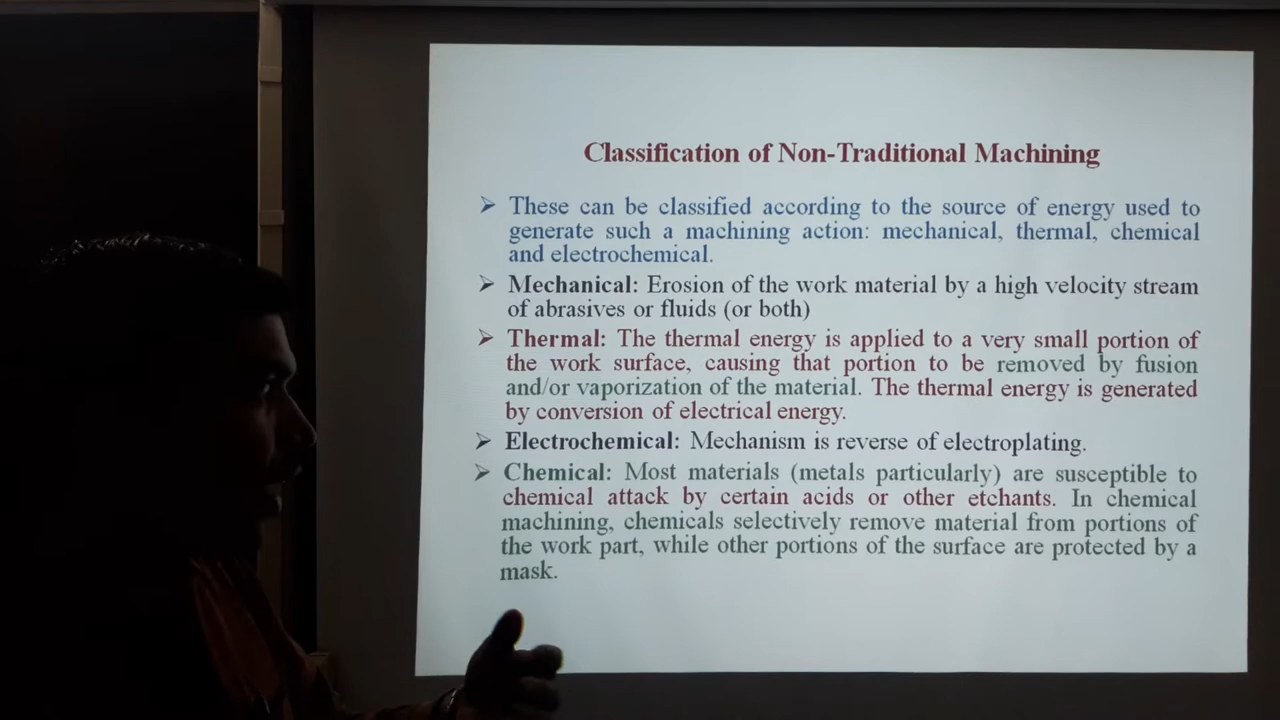 Classification of Non-Traditional Machining
➢ These can be classified according to the source of energy used to
generate such a machining action: mechanical, thermal, chemical
and electrochemical.
➢ Mechanical: Erosion of the work material by a high velocity stream
of abrasives or fluids (or both)
➢ Thermal: The thermal energy is applied to a very small portion of
the work surface, causing that portion to be removed by fusion
and/or vaporization of the material. The thermal energy is generated
by conversion of electrical energy.
➢ Electrochemical: Mechanism is reverse of electroplating.
➢ Chemical: Most materials (metals particularly) are susceptible to
chemical attack by certain acids or other etchants. In chemical
machining, chemicals selectively remove material from portions of
the work part, while other portions of the surface are protected by a
mask.